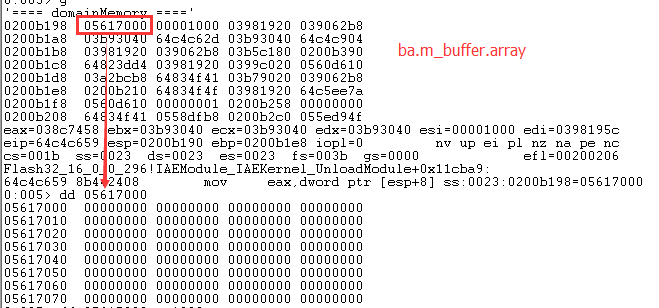 0:005> g
'==== domainMemory ===='
0200b198 05617000 00001000 03981920 039062b8
0200b1a8 03b93040 64c4c62d 03b93040 64c4c904
0200b1b8 03981920 039062b8 03b5c180 0200b390
0200b1c8 64823dd4 03981920 0399c020 0560d610
0200b1d8 03a2bcb8 64834f41 03b79020 039062b8
0200b1e8 0200b210 64834f4f 03981920 64c5ee7a
0200b1f8 0560d610 00000001 0200b258 00000000
0200b208 64834f41 0558dfb8 0200b2c0 055ed94f
eax=038c7458 ebx=03b93040 ecx=03b93040 edx=03b93040 esi=00001000 edi=0398195c
eip=64c4c659 esp=0200b190 ebp=0200b1e8 iopl=0 nv up ei pl nz na pe nc
cs=001b ss=0023 ds=0023 es=0023 fs=003b gs=0000 efl=00200206
Flash32_16_0_0_296!IAEModule_IAEKernel_UnloadModule+0x11cba9:
64c4c659 8b442408 mov eax,dword ptr [esp+8] ss:0023:0200b198=05617000
0:005> dd 05617000
05617000 00000000 00000000 00000000 00000000
05617010 00000000 00000000 00000000 00000000
05617020 00000000 00000000 00000000 00000000
05617030 00000000 00000000 00000000 00000000
05617040 00000000 00000000 00000000 00000000
05617050 00000000 00000000 00000000 00000000
05617060 00000000 00000000 00000000 00000000
05617070 00000000 00000000 00000000 00000000
ba.m_buffer.array